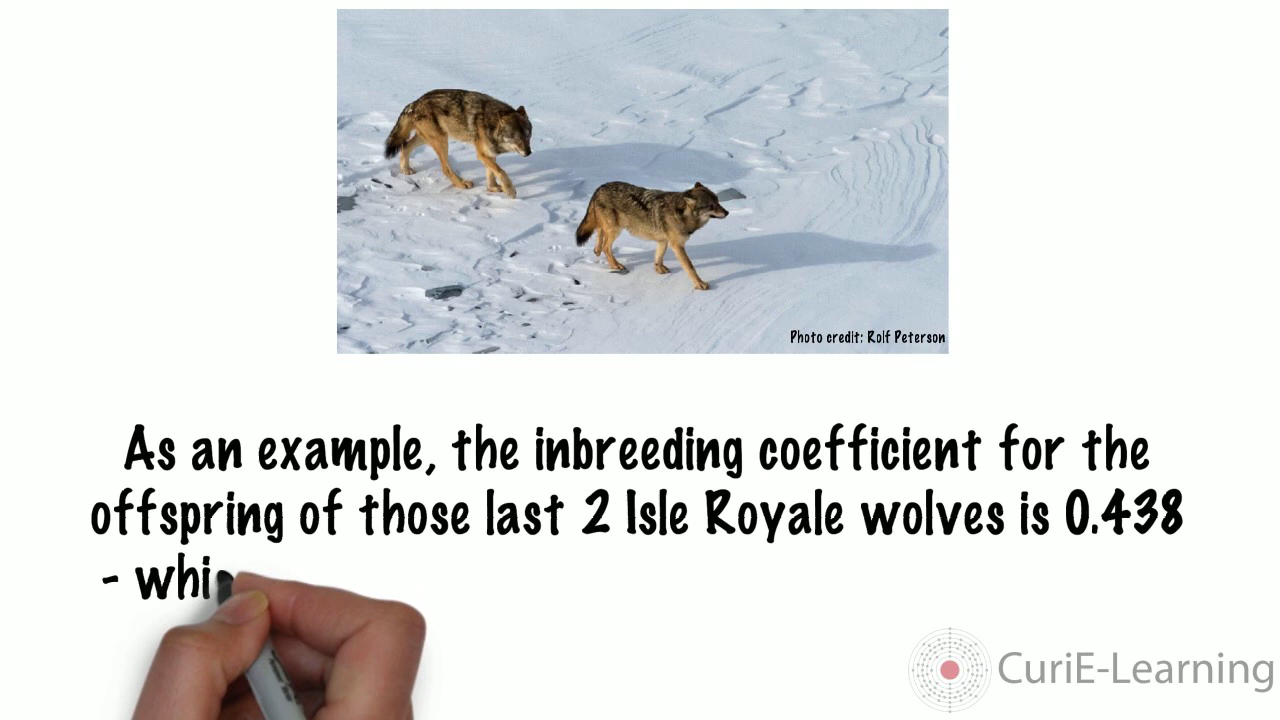 Photo credit: Rolf Peterson
As an example, the inbreeding coefficient for the
offspring of those last 2 Isle Royale wolves is 0.438
- whi
CuriE-Learning